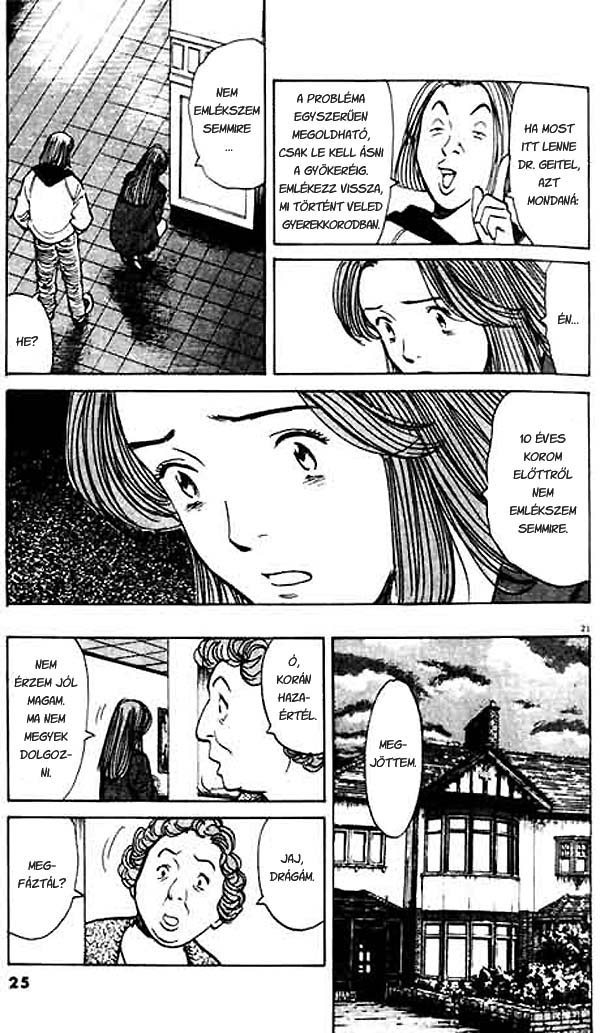 HA MOST
ITT LENNE
DR. GEITEL,
AZT
MONDANÁ:
A PROBLÉMA
EGYSZERŰEN
MEGOLDHATÓ,
CSAK LE KELL ÁSNI
A GYÖKERÉIG.
EMLÉKEZZ VISSZA,
MI TÖRTÉNT VELED
GYEREKKORODBAN.
ÉN...
NEM
EMLÉKSZEM
SEMMIRE
...
HE?
10 ÉVES
KOROM
ELŐTTRŐL
NEM
EMLÉKSZEM
SEMMIRE.
21
MEG-
JÖTTEM.
Ó,
KORÁN
HAZA-
ÉRTÉL.
NEM
ÉRZEM JÓL
MAGAM.
MA NEM
MEGYEK
DOLGOZ-
NI.
JAJ,
DRÁGÁM.
MEG-
FÁZTÁL?
25